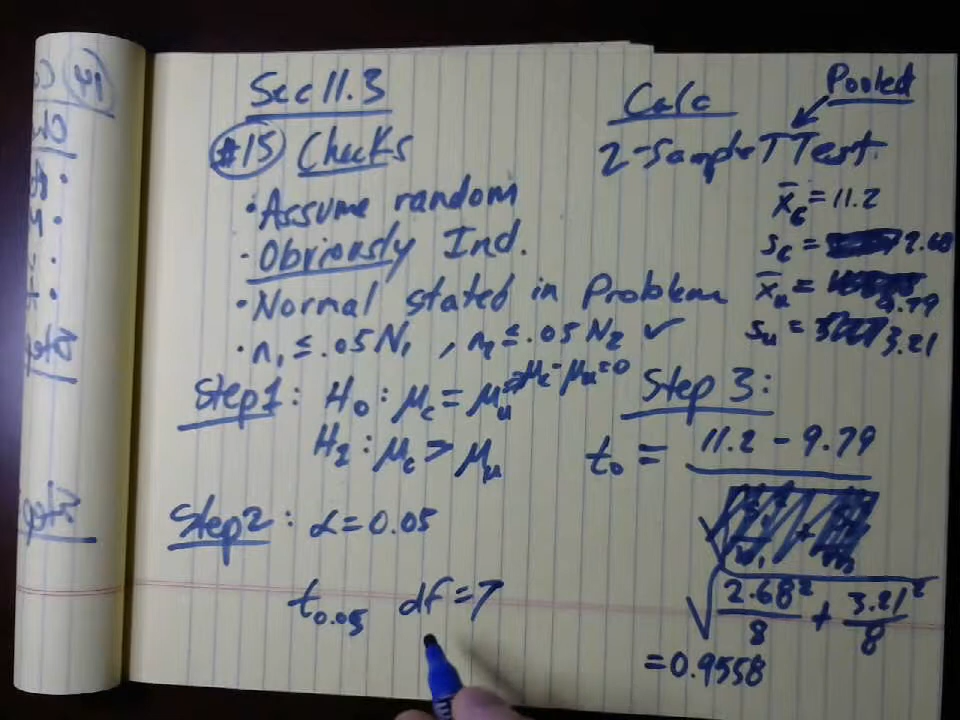 Sec 11.3
#15 Checks
• Assume random
• Obviously Ind.
• Normal stated in Problem
• n₁ ≤ .05N₁ , n₂ ≤ .05N₂ ✓
Step 1: H₀: μc = μu ⇒ μc - μu = 0
H₂: μc > μu
Step 2: α = 0.05
t₀.₀₅ df = 7
Calc
Pooled
2-Sample T Test
x̄c = 11.2
sc = 2.68
x̄u = 9.79
su = 3.21
Step 3:
t₀ = 11.2 - 9.79
√ 2.68²/8 + 3.21²/8
= 0.9558